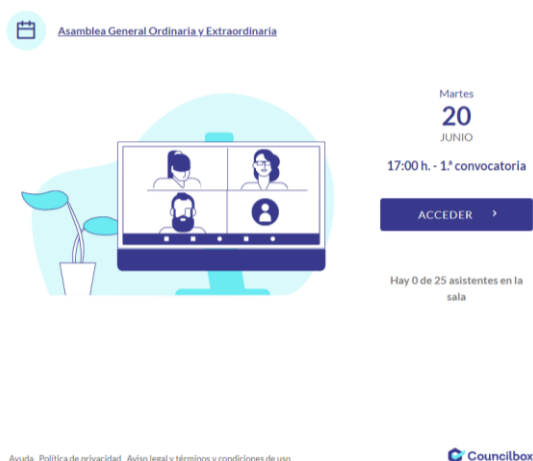 Asamblea General Ordinaria y Extraordinaria
Martes
20
JUNIO
17:00 h. - 1.ª convocatoria
ACCEDER
Hay 0 de 25 asistentes en la
sala
Ayuda Política de privacidad Aviso legal y términos y condiciones de uso
Councilbox